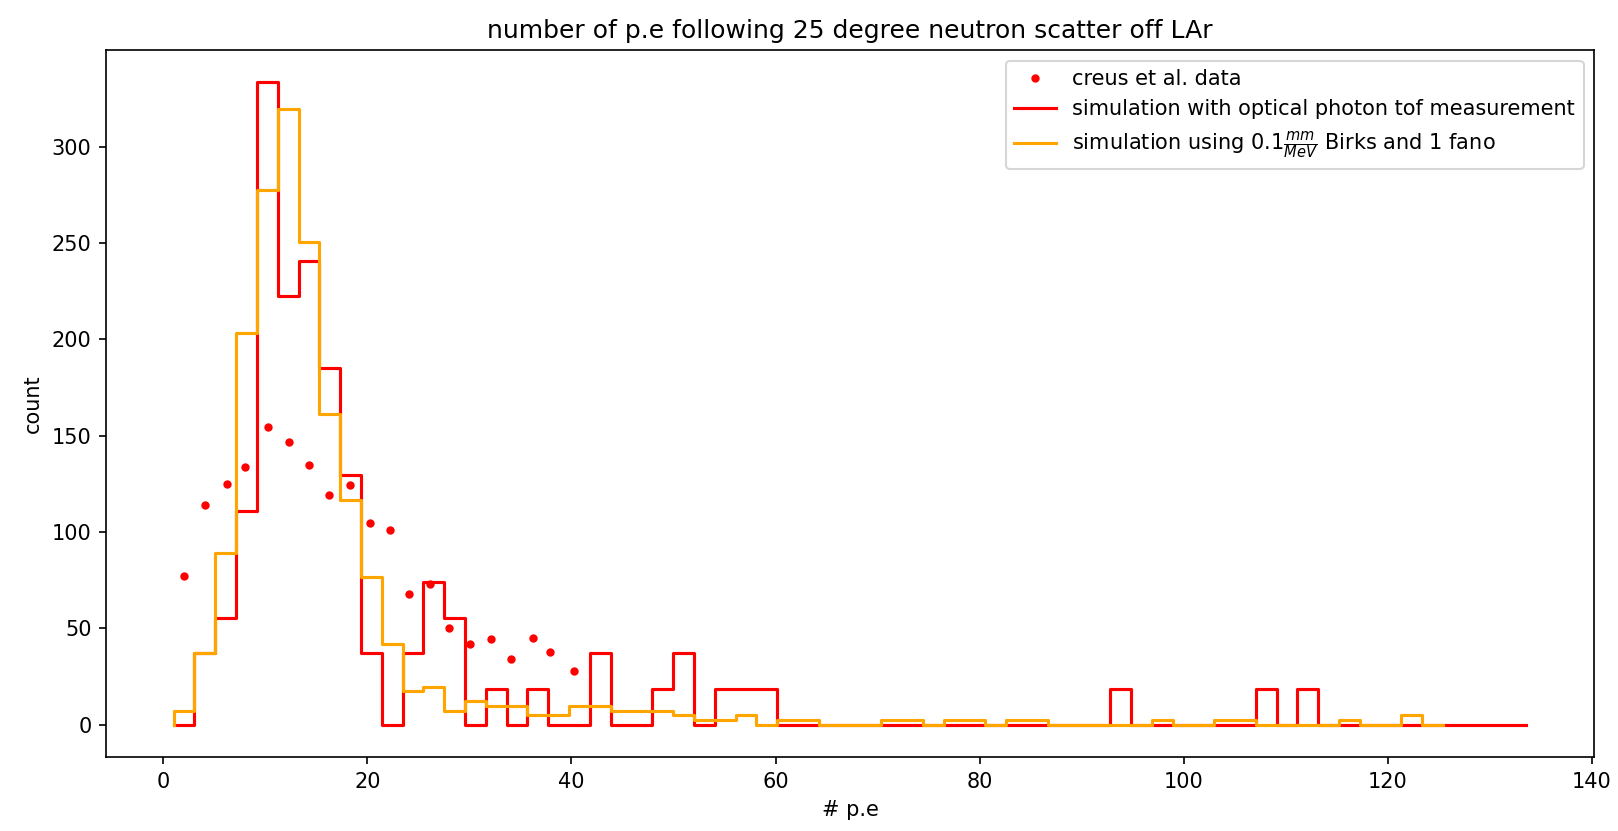 number of p.e following 25 degree neutron scatter off LAr
creus et al. data
simulation with optical photon tof measurement
simulation using 0.1 mm/MeV Birks and 1 fano
count
300
250
200
150
100
50
0
0 20 40 60 80 100 120 140
# p.e